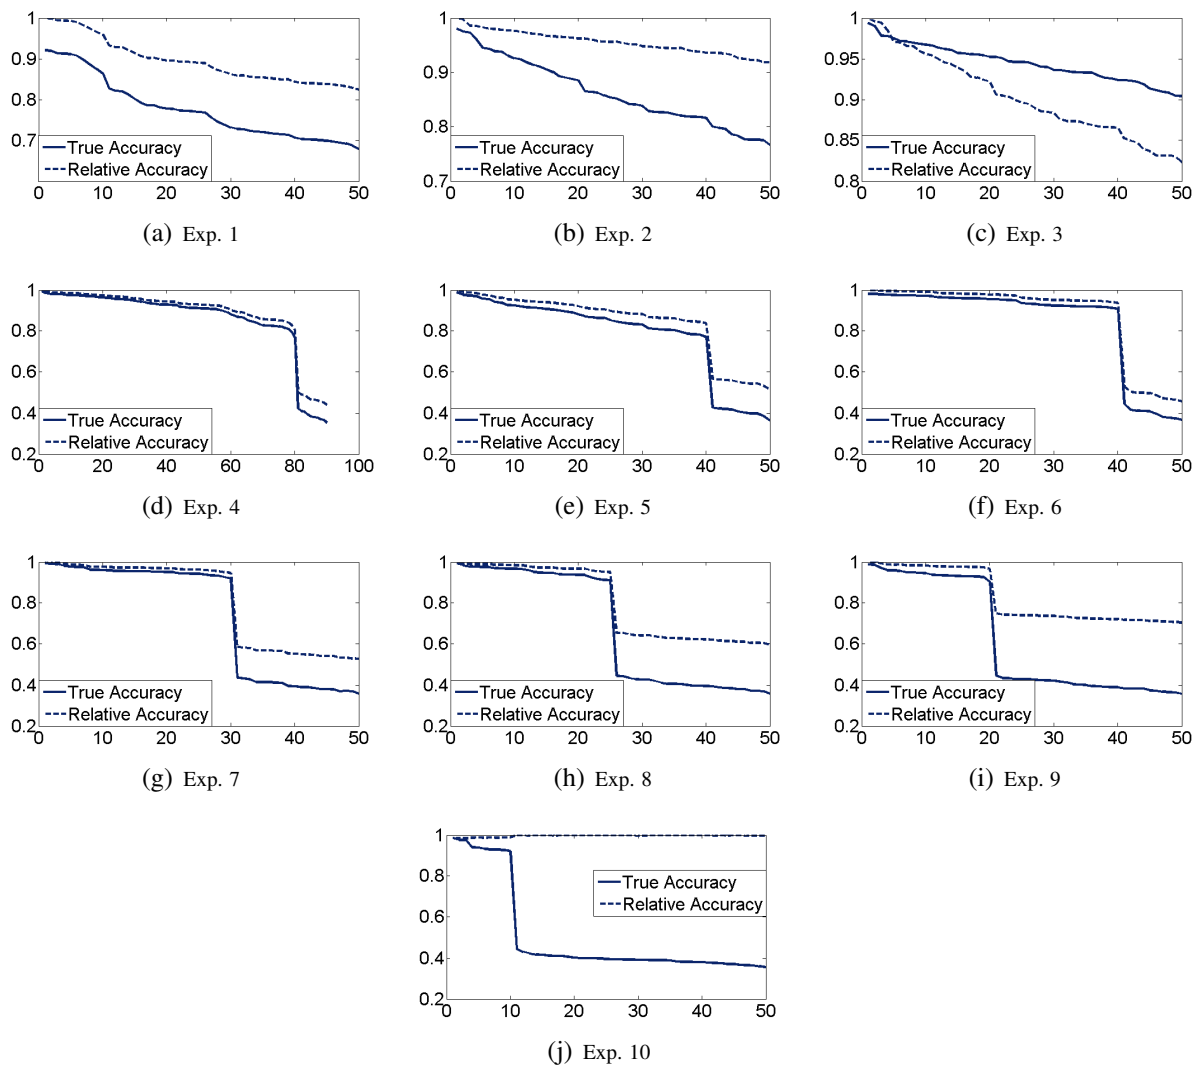 1
0.9
0.8
0.7
True Accuracy
Relative Accuracy
0 10 20 30 40 50
(a) Exp. 1
1
0.9
0.8
0.7
True Accuracy
Relative Accuracy
0 10 20 30 40 50
(b) Exp. 2
1
0.95
0.9
0.85
0.8
True Accuracy
Relative Accuracy
0 10 20 30 40 50
(c) Exp. 3
1
0.8
0.6
0.4
0.2
True Accuracy
Relative Accuracy
0 20 40 60 80 100
(d) Exp. 4
1
0.8
0.6
0.4
0.2
True Accuracy
Relative Accuracy
0 10 20 30 40 50
(e) Exp. 5
1
0.8
0.6
0.4
0.2
True Accuracy
Relative Accuracy
0 10 20 30 40 50
(f) Exp. 6
1
0.8
0.6
0.4
0.2
True Accuracy
Relative Accuracy
0 10 20 30 40 50
(g) Exp. 7
1
0.8
0.6
0.4
0.2
True Accuracy
Relative Accuracy
0 10 20 30 40 50
(h) Exp. 8
1
0.8
0.6
0.4
0.2
True Accuracy
Relative Accuracy
0 10 20 30 40 50
(i) Exp. 9
1
0.8
0.6
0.4
0.2
True Accuracy
Relative Accuracy
0 10 20 30 40 50
(j) Exp. 10